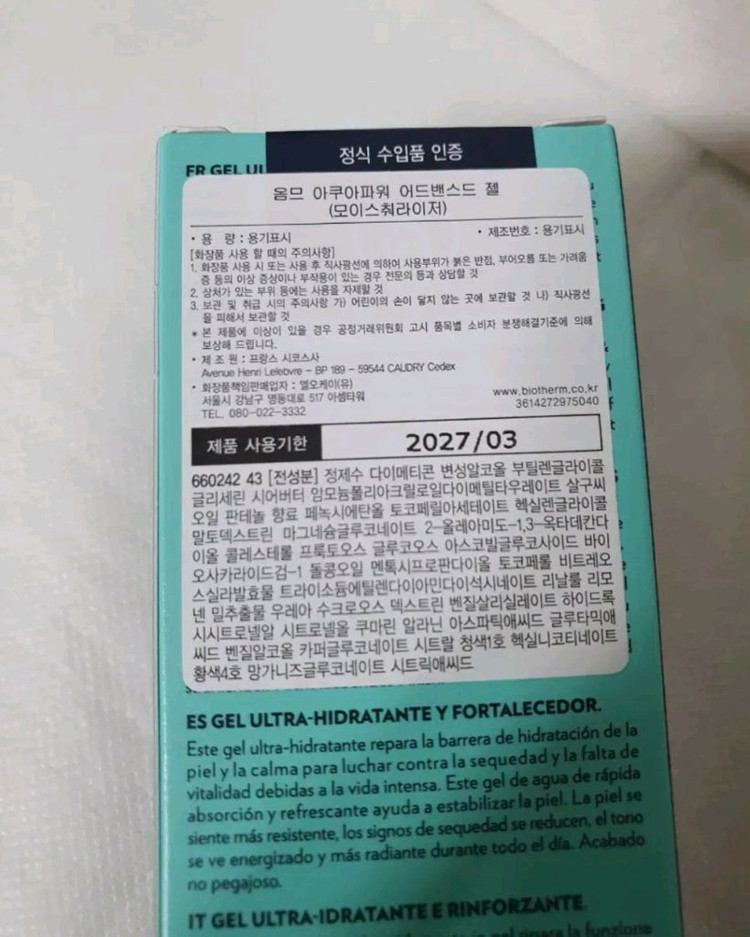 정식 수입품 인증
FR GEL UL
옴므 아쿠아파워 어드밴스드 젤
(모이스춰라이저)
• 용 량 : 용기표시 • 제조번호 : 용기표시
[화장품 사용 할 때의 주의사항]
1. 화장품 사용 시 또는 사용 후 직사광선에 의하여 사용부위가 붉은 반점, 부어오름 또는 가려움
증 등의 이상 증상이나 부작용이 있는 경우 전문의 등과 상담할 것
2. 상처가 있는 부위 등에는 사용을 자제할 것
3. 보관 및 취급 시의 주의사항 가) 어린이의 손이 닿지 않는 곳에 보관할 것 나) 직사광선
을 피해서 보관할 것
* 본 제품에 이상이 있을 경우 공정거래위원회 고시 품목별 소비자 분쟁해결기준에 의해
보상해 드립니다.
• 제 조 원 : 프랑스 시코스사
Avenue Henri Lelebvre – BP 189 – 59544 CAUDRY Cedex
• 화장품책임판매업자 : 엘오케이(유)
서울시 강남구 영동대로 517 아셈타워
www.biotherm.co.kr
TEL. 080-022-3332
3614272975040
제품 사용기한 2027/03
660242 43 [전성분] 정제수 다이메티콘 변성알코올 부틸렌글라이콜
글리세린 시어버터 암모늄폴리아크릴로일다이메틸타우레이트 살구씨
오일 판테놀 향료 페녹시에탄올 토코페릴아세테이트 헥실렌글라이콜
말토덱스트린 마그네슘글루코네이트 2-올레아미도-1,3-옥타데칸다
이올 콜레스테롤 프룩토오스 글루코오스 아스코빌글루코사이드 바이
오사카라이드검-1 돌콩오일 멘톡시프로판다이올 토코페롤 비트레오
스실라발효물 트라이소듐에틸렌다이아민다이석시네이트 리날룰 리모
넨 밀추출물 우레아 수크로오스 덱스트린 벤질살리실레이트 하이드록
시시트로넬알 시트로넬올 쿠마린 알라닌 아스파틱애씨드 글루타믹애
씨드 벤질알코올 카퍼글루코네이트 시트랄 청색1호 헥실니코티네이트
황색4호 망가니즈글루코네이트 시트릭애씨드
ES GEL ULTRA-HIDRATANTE Y FORTALECEDOR.
Este gel ultra-hidratante repara la barrera de hidratación de la
piel y la calma para luchar contra la sequedad y la falta de
vitalidad debidas a la vida intensa. Este gel de agua de rápida
absorción y refrescante ayuda a estabilizar la piel. La piel se
siente más resistente, los signos de sequedad se reducen, el tono
se ve energizado y más radiante durante todo el día. Acabado
no pegajoso.
IT GEL ULTRA-IDRATANTE E RINFORZANTE.